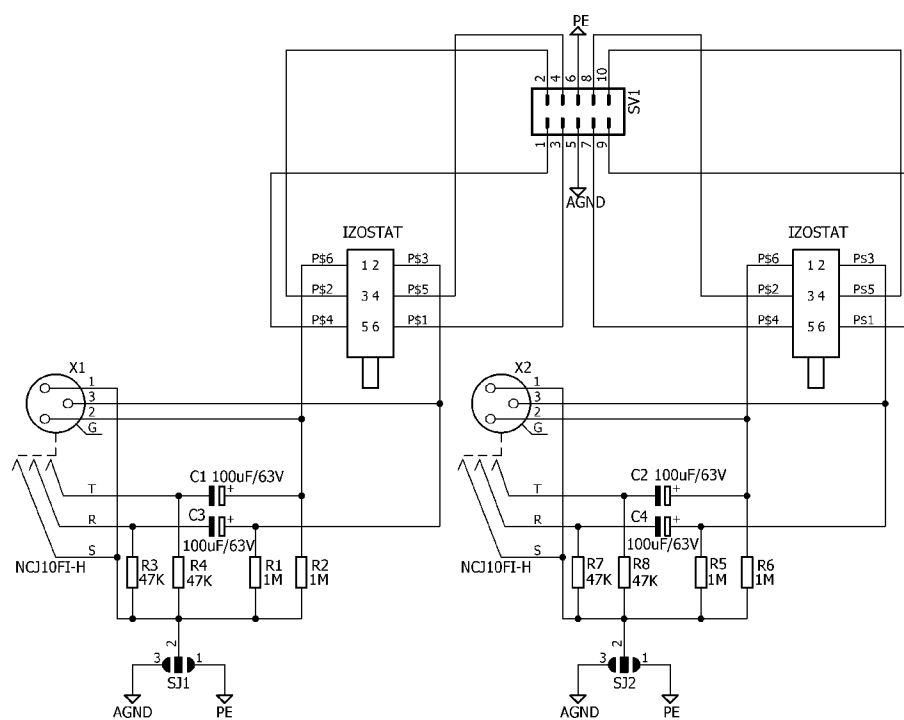 PE
2 4 6 8 10
SV1
1 3 5 7 9
AGND
IZOSTAT
P$6 1 2 P$3
P$2 3 4 P$5
P$4 5 6 P$1
IZOSTAT
P$6 1 2 P$3
P$2 3 4 P$5
P$4 5 6 P$1
X1
1
3
2
G
T
R
S
NCJ10FI-H
C1 100uF/63V
+
C3
+
100uF/63V
R3
47K
R4
47K
R1
1M
R2
1M
2
3 1
SJ1
AGND
PE
X2
1
3
2
G
T
R
S
NCJ10FI-H
C2 100uF/63V
+
C4
+
100uF/63V
R7
47K
R8
47K
R5
1M
R6
1M
2
3 1
SJ2
AGND
PE